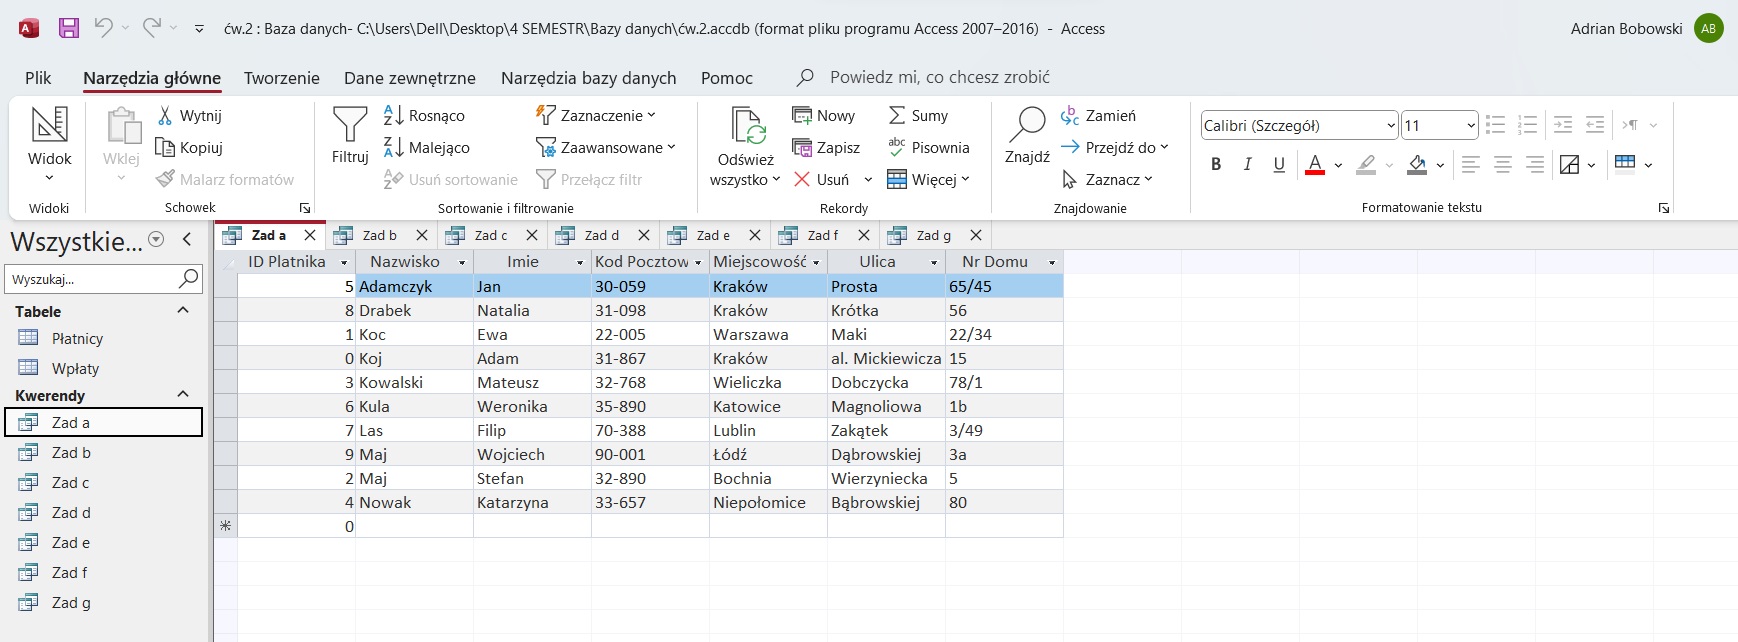 ćw.2 : Baza danych- C:\Users\Dell\Desktop\4 SEMESTR\Bazy danych\ćw.2.accdb (format pliku programu Access 2007–2016) - Access
Adrian Bobowski AB
Plik Narzędzia główne Tworzenie Dane zewnętrzne Narzędzia bazy danych Pomoc Powiedz mi, co chcesz zrobić
Widok
Widoki
Wklej
Wytnij
Kopiuj
Malarz formatów
Schowek
Filtruj
Rosnąco
Malejąco
Usuń sortowanie
Zaznaczenie
Zaawansowane
Przełącz filtr
Sortowanie i filtrowanie
Odśwież
wszystko
Nowy
Zapisz
Usuń
Sumy
Pisownia
Więcej
Rekordy
Znajdź
Zamień
Przejdź do
Zaznacz
Znajdowanie
Calibri (Szczegół) 11
B I U A
Formatowanie tekstu
Wszystkie...
Wyszukaj...
Tabele
Płatnicy
Wpłaty
Kwerendy
Zad a
Zad b
Zad c
Zad d
Zad e
Zad f
Zad g
Zad a Zad b Zad c Zad d Zad e Zad f Zad g
ID Platnika Nazwisko Imie Kod Pocztow Miejscowość Ulica Nr Domu
5 Adamczyk Jan 30-059 Kraków Prosta 65/45
8 Drabek Natalia 31-098 Kraków Krótka 56
1 Koc Ewa 22-005 Warszawa Maki 22/34
0 Koj Adam 31-867 Kraków al. Mickiewicza 15
3 Kowalski Mateusz 32-768 Wieliczka Dobczycka 78/1
6 Kula Weronika 35-890 Katowice Magnoliowa 1b
7 Las Filip 70-388 Lublin Zakątek 3/49
9 Maj Wojciech 90-001 Łódź Dąbrowskiej 3a
2 Maj Stefan 32-890 Bochnia Wierzyniecka 5
4 Nowak Katarzyna 33-657 Niepołomice Bąbrowskiej 80
0